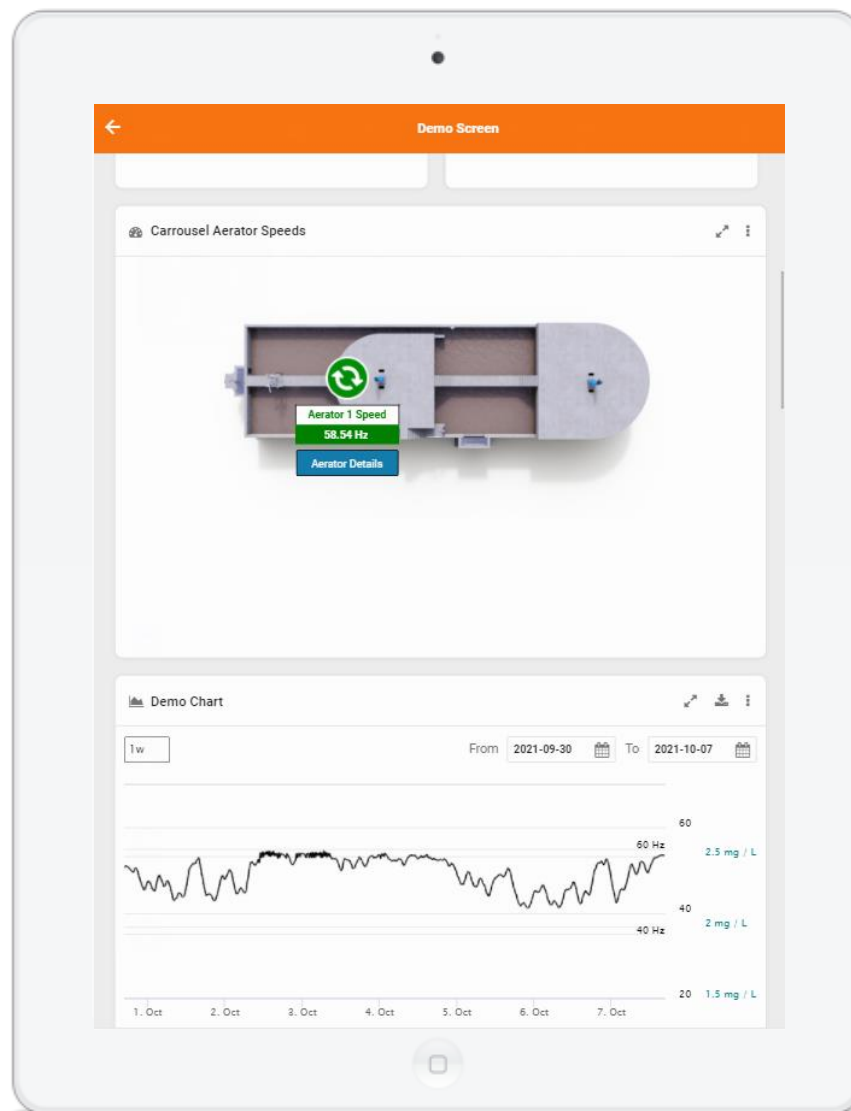 Demo Screen
Carrousel Aerator Speeds
Aerator 1 Speed
58.54 Hz
Aerator Details
Demo Chart
1w
From 2021-09-30 To 2021-10-07
60
60 Hz
2.5 mg / L
40
2 mg / L
40 Hz
20 1.5 mg / L
1. Oct 2. Oct 3. Oct 4. Oct 5. Oct 6. Oct 7. Oct